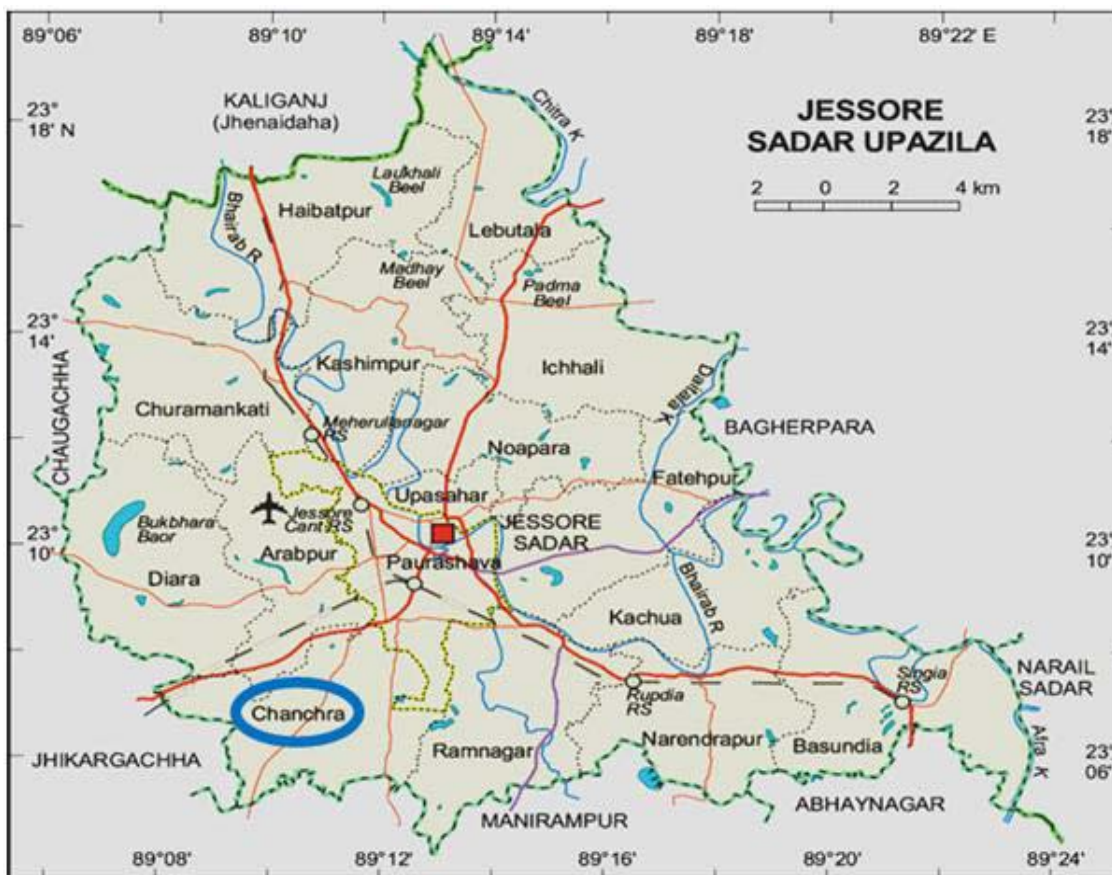 89° 06'
89° 10'
89° 14'
89° 18'
89° 22' E
23°
18' N
23°
18'
KALIGANJ
(Jhenaidaha)
JESSORE
SADAR UPAZILA
2 0 2 4 km
Chitra K
Laukhali
Beel
Bhairab R
Haibatpur
Lebutala
Madhay
Beel
Padma
Beel
23°
14'
23°
14'
CHAUGACHHA
Kashimpur
Ichhali
Daitala K
Churamankati
Meherullanagar
RS
BAGHERPARA
Noapara
Fatehpur
Upasahar
Jessore
Cant RS
Bukbhara
Baor
JESSORE
SADAR
23°
10'
23°
10'
Arabpur
Paurashava
Diara
Bhairab R
Kachua
Singia
RS
NARAIL
SADAR
Rupdia
RS
Chanchra
Ramnagar
Narendrapur
Basundia
Afra K
JHIKARGACHHA
23°
06'
MANIRAMPUR
ABHAYNAGAR
89° 08'
89° 12'
89° 16'
89° 20'
89° 24'